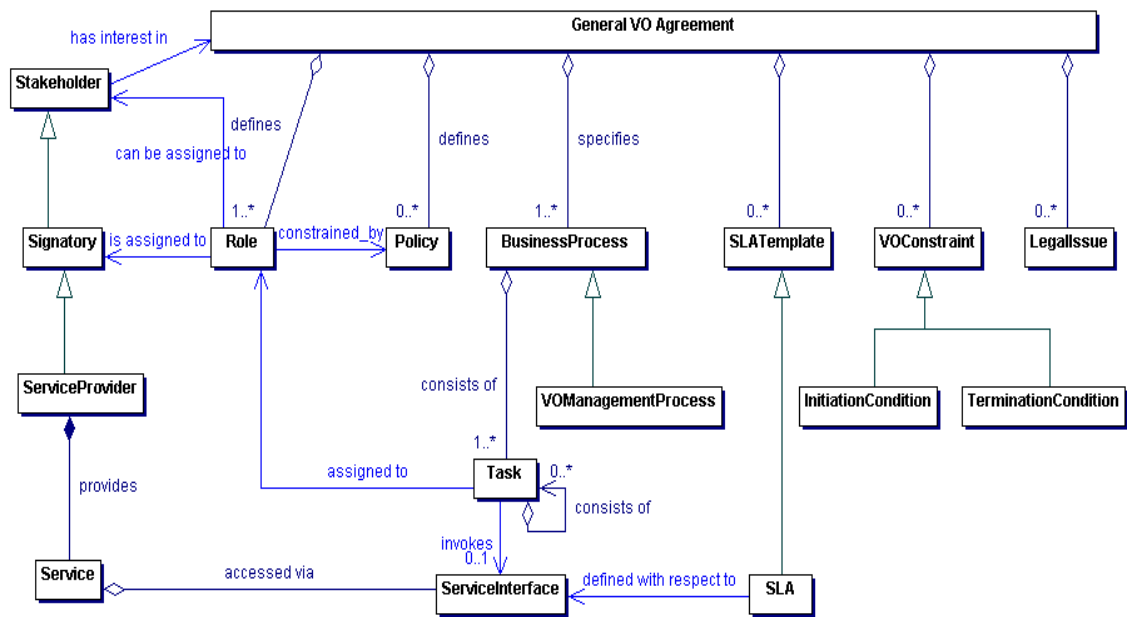 General VO Agreement
has interest in
Stakeholder
defines
defines
specifies
can be assigned to
1..*
0..*
1..*
0..*
0..*
0..*
Signatory
is assigned to
Role
constrained_by
Policy
BusinessProcess
SLATemplate
VOConstraint
LegalIssue
ServiceProvider
consists of
VOManagementProcess
InitiationCondition
TerminationCondition
1..*
assigned to
Task
0..*
provides
consists of
invokes
0..1
Service
accessed via
ServiceInterface
defined with respect to
SLA